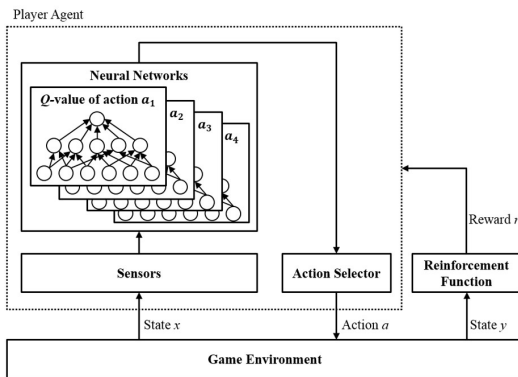 Player Agent
Neural Networks
Q-value of action a₁
a₂
a₃
a₄
Reward r
Sensors
Action Selector
Reinforcement
Function
State x
Action a
State y
Game Environment